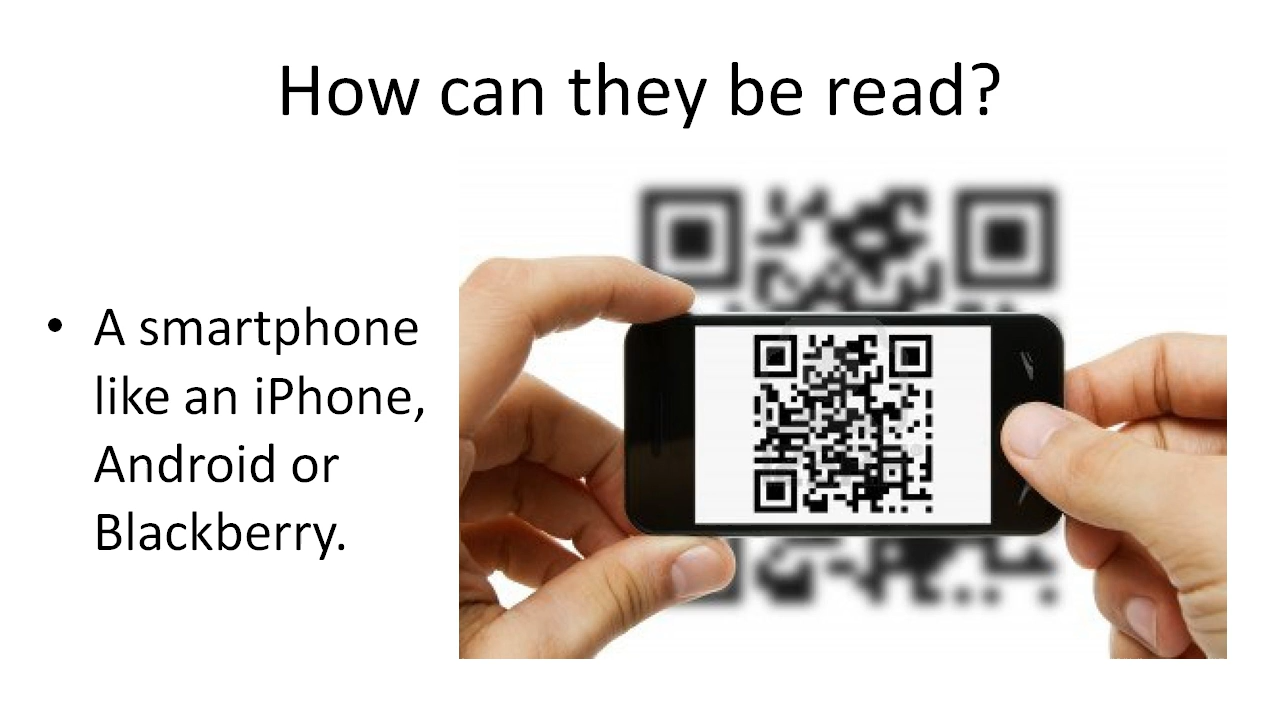 How can they be read?
• A smartphone
like an iPhone,
Android or
Blackberry.